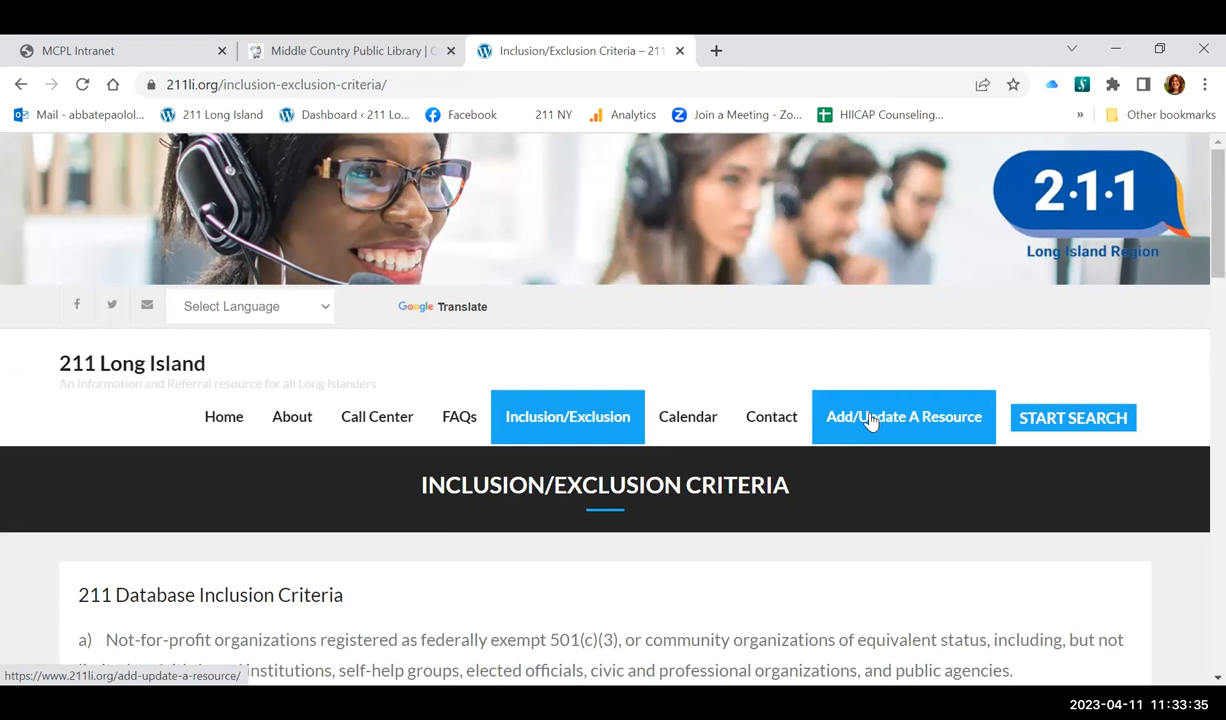 MCPL Intranet
Middle Country Public Library | C
Inclusion/Exclusion Criteria – 211
211li.org/inclusion-exclusion-criteria/
Mail - abbatepaolol... 211 Long Island Dashboard ‹ 211 Lo... Facebook 211 NY Analytics Join a Meeting - Zo... HIICAP Counseling... » Other bookmarks
2·1·1
Long Island Region
Select Language
Google Translate
211 Long Island
An Information and Referral resource for all Long Islanders
Home About Call Center FAQs Inclusion/Exclusion Calendar Contact Add/Update A Resource START SEARCH
INCLUSION/EXCLUSION CRITERIA
211 Database Inclusion Criteria
a) Not-for-profit organizations registered as federally exempt 501(c)(3), or community organizations of equivalent status, including, but not
institutions, self-help groups, elected officials, civic and professional organizations, and public agencies.
https://www.211li.org/add-update-a-resource/
2023-04-11 11:33:35